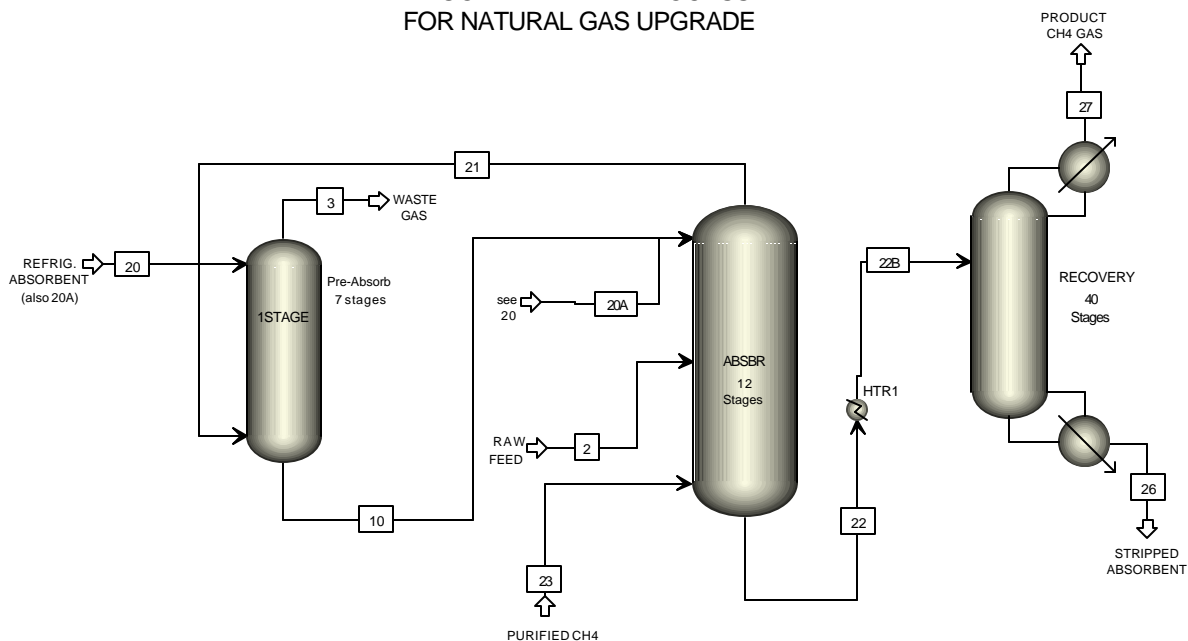 FOR NATURAL GAS UPGRADE
PRODUCT
CH4 GAS
27
21
3
WASTE
GAS
REFRIG.
ABSORBENT
(also 20A)
20
Pre-Absorb
7 stages
1STAGE
see
20
20A
22B
RECOVERY
40
Stages
ABSBR
12
Stages
HTR1
RAW
FEED
2
10
22
26
STRIPPED
ABSORBENT
23
PURIFIED CH4